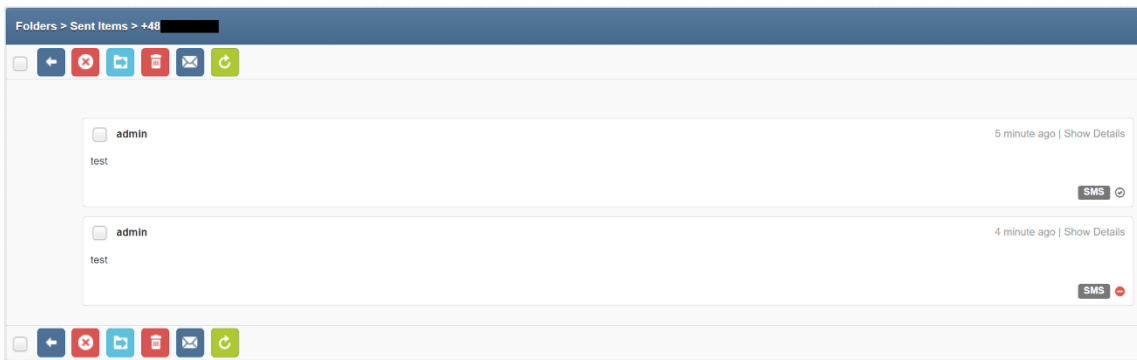 Folders > Sent Items > +48
admin
5 minute ago | Show Details
test
SMS
admin
4 minute ago | Show Details
test
SMS